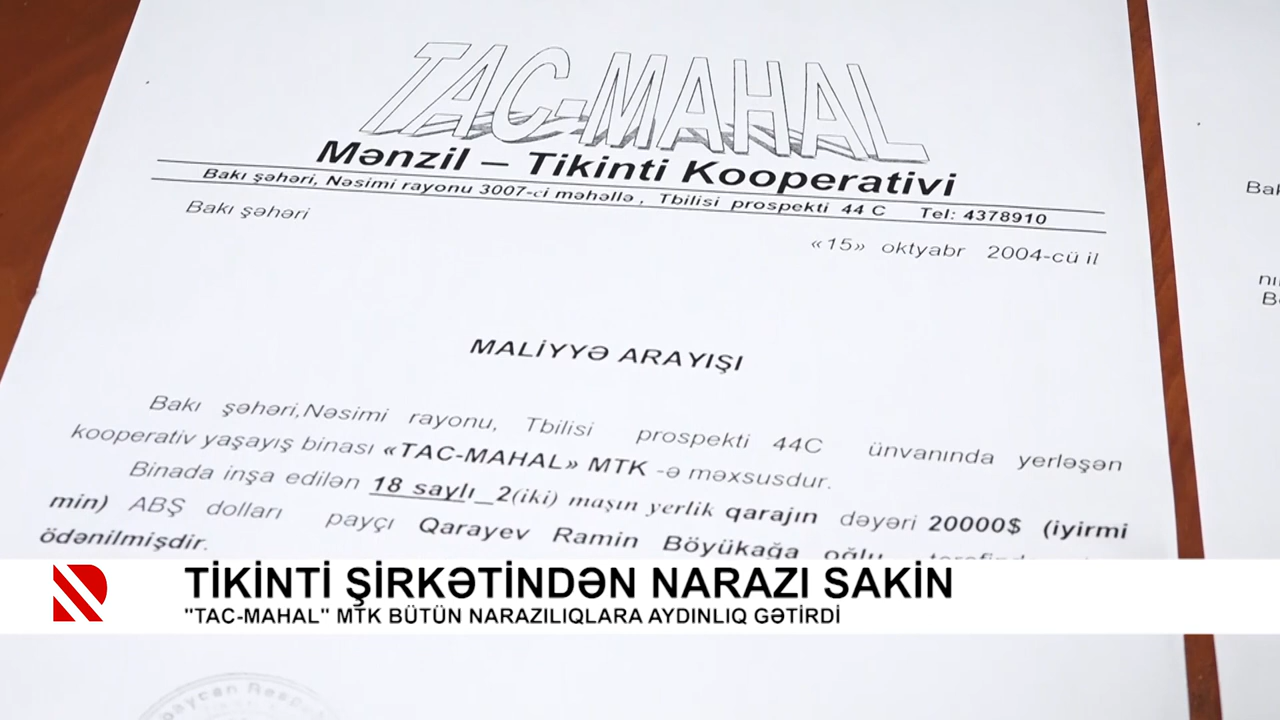 TAC-MAHAL
Mənzil – Tikinti Kooperativi
Bakı şəhəri, Nəsimi rayonu 3007-ci məhəllə , Tbilisi prospekti 44 C Tel: 4378910
Bakı şəhəri
«15» oktyabr 2004-cü il
MALİYYƏ ARAYIŞI
Bakı şəhəri,Nəsimi rayonu, Tbilisi prospekti 44C ünvanında yerləşən
kooperativ yaşayış binası «TAC-MAHAL» MTK -ə məxsusdur.
Binada inşa edilən 18 saylı_2(iki) maşın yerlik qarajın dəyəri 20000$ (iyirmi
min) ABŞ dolları payçı Qarayev Ramin Böyükağa oğlu
ödənilmişdir.
TİKİNTİ ŞİRKƏTİNDƏN NARAZI SAKİN
"TAC-MAHAL" MTK BÜTÜN NARAZILIQLARA AYDINLIQ GƏTİRDİ